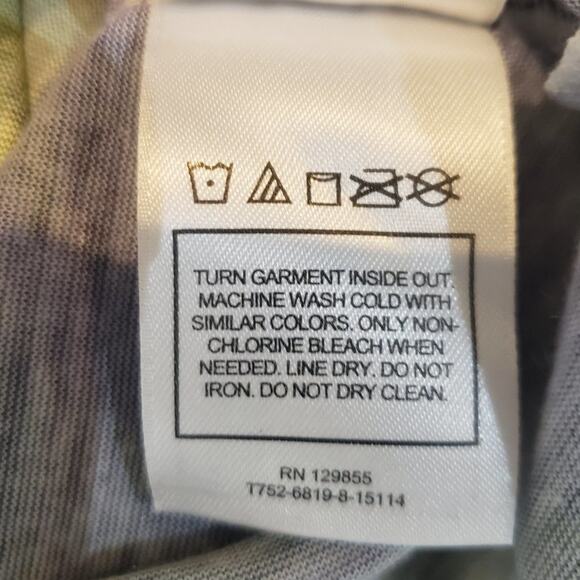 TURN GARMENT INSIDE OUT.
MACHINE WASH COLD WITH
SIMILAR COLORS. ONLY NON-
CHLORINE BLEACH WHEN
NEEDED. LINE DRY. DO NOT
IRON. DO NOT DRY CLEAN.
RN 129855
T752-6819-8-15114